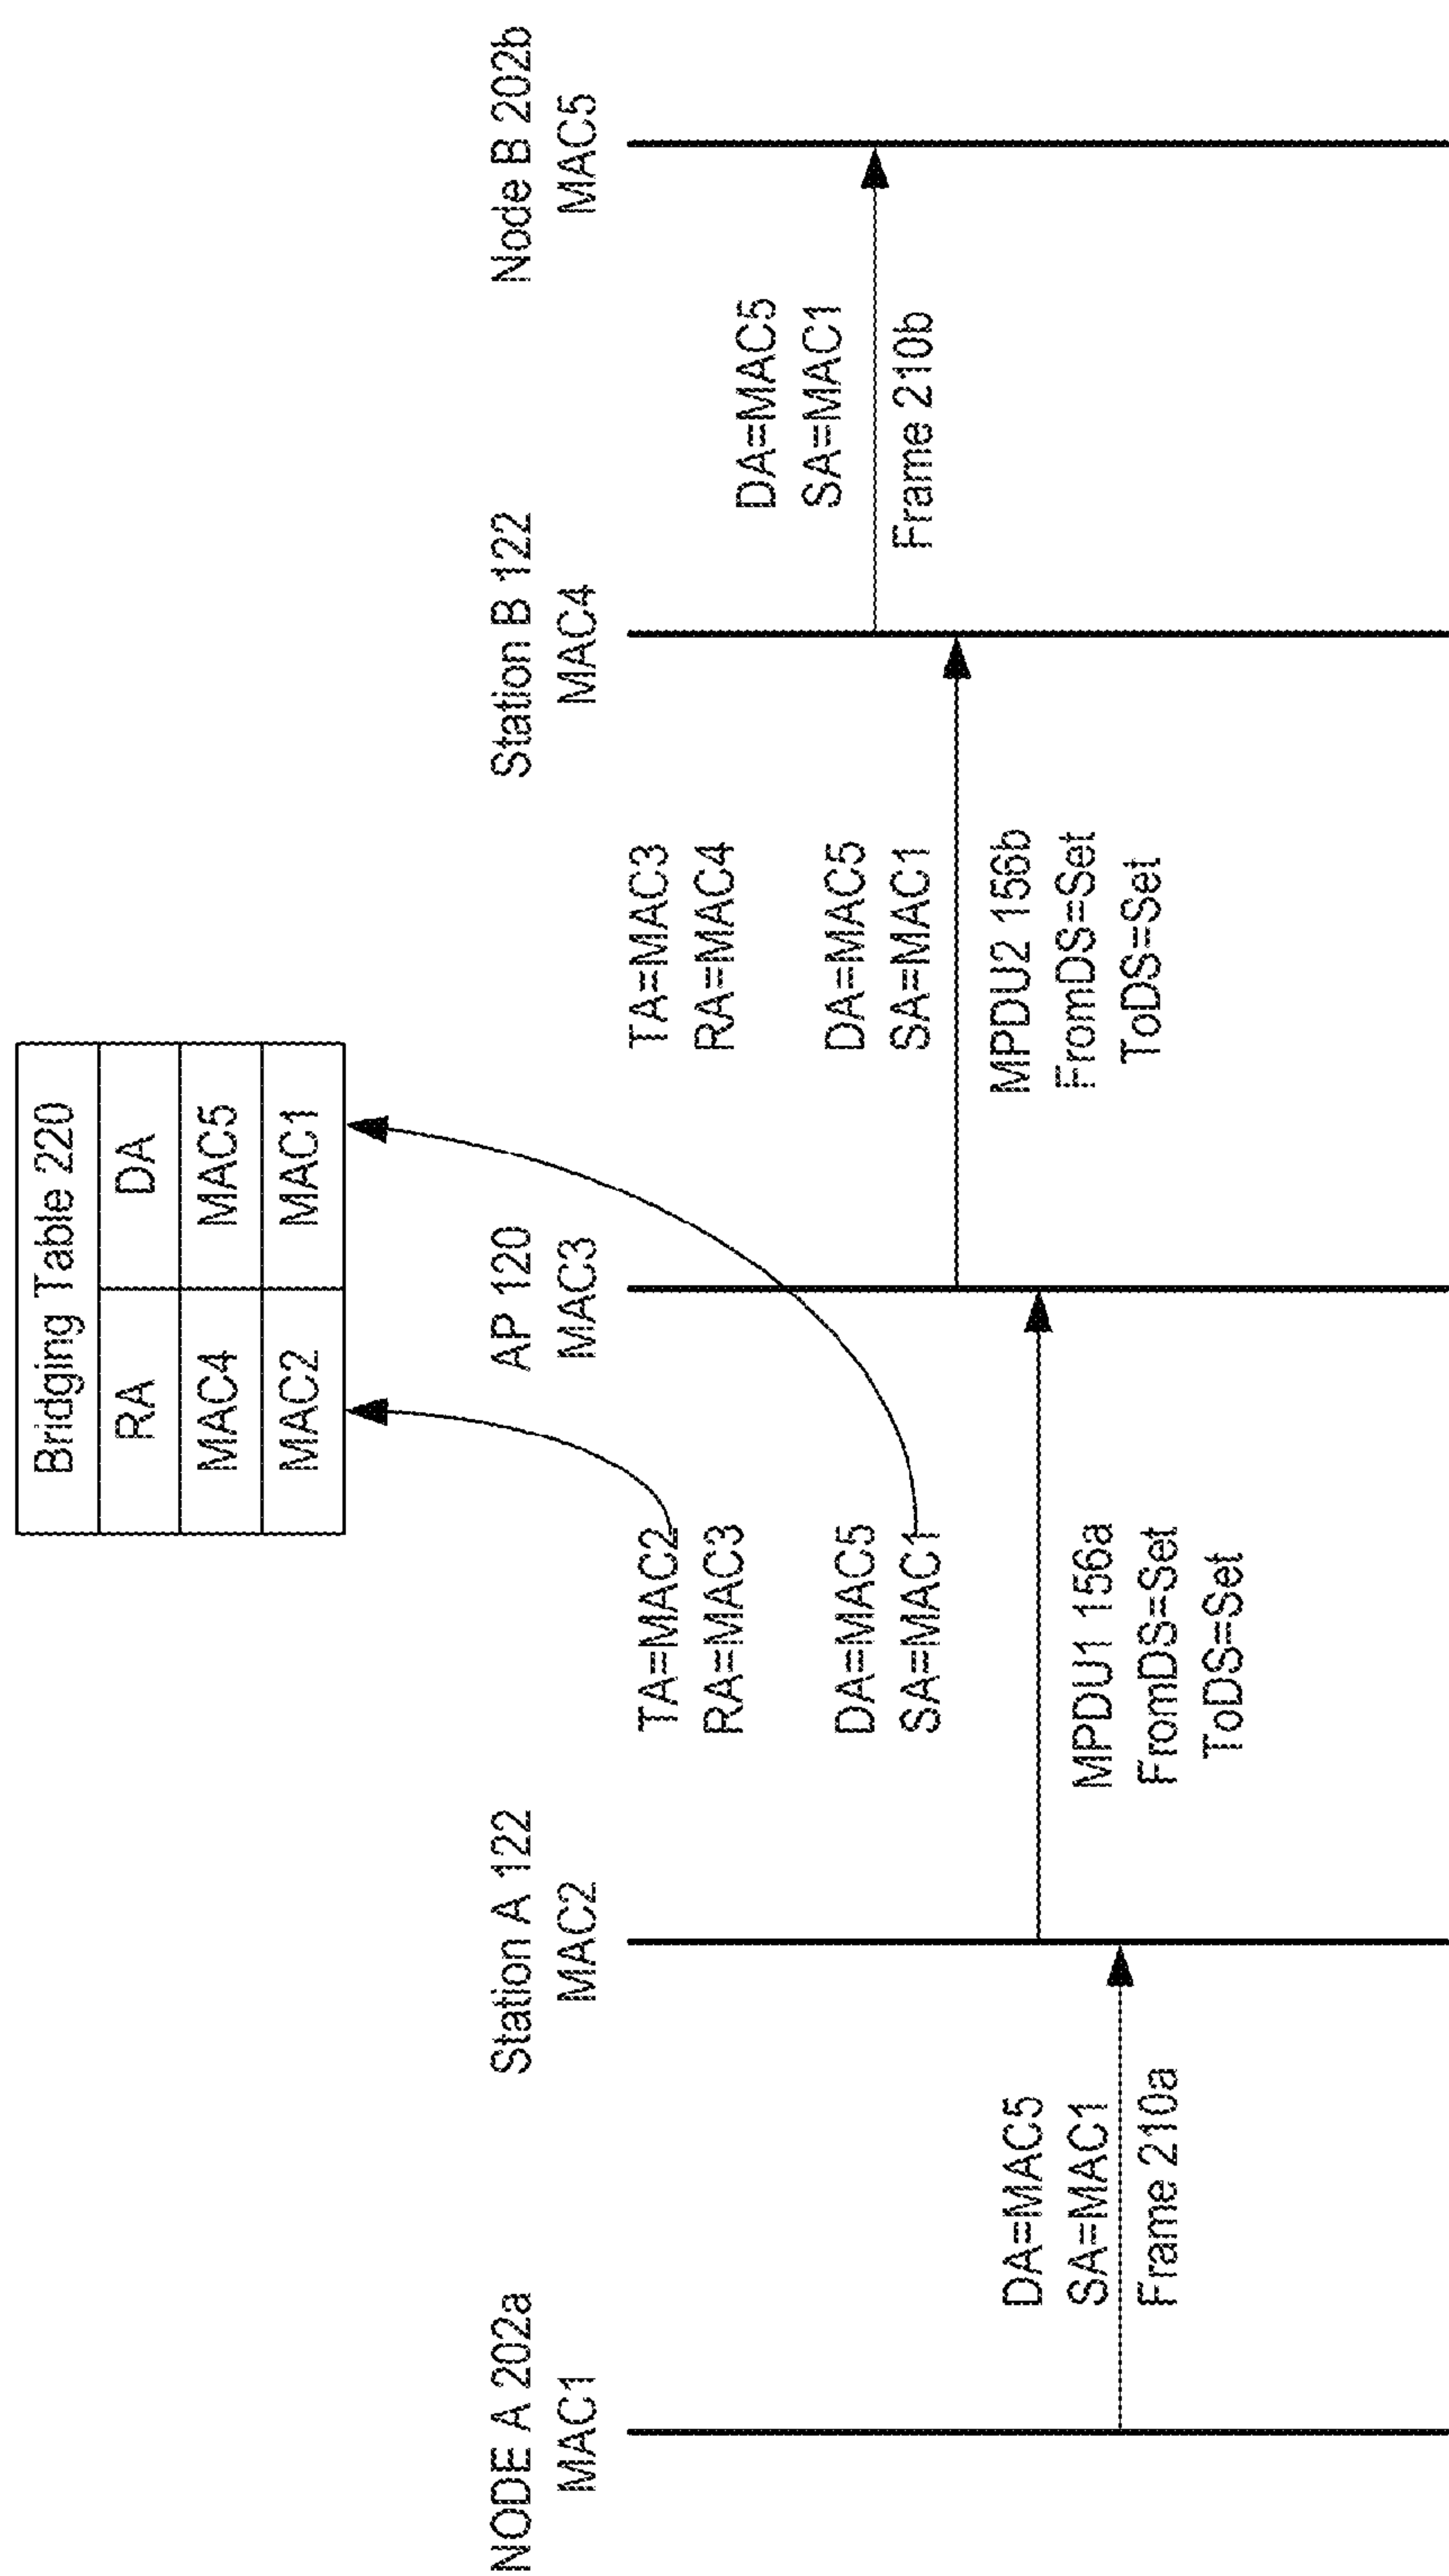 Bridging Table 220
RA DA
MAC4 MAC5
MAC2 MAC1
NODE A 202a
MAC1
Station A 122
MAC2
AP 120
MAC3
Station B 122
MAC4
Node B 202b
MAC5
DA=MAC5
SA=MAC1
Frame 210a
TA=MAC2
RA=MAC3
DA=MAC5
SA=MAC1
MPDU1 156a
FromDS=Set
ToDS=Set
TA=MAC3
RA=MAC4
DA=MAC5
SA=MAC1
MPDU2 156b
FromDS=Set
ToDS=Set
DA=MAC5
SA=MAC1
Frame 210b